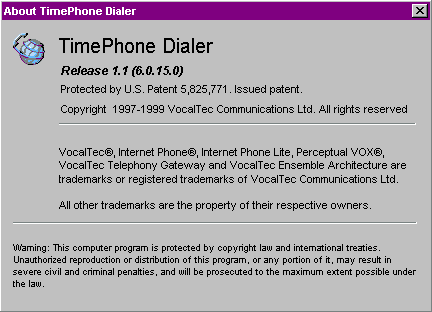 About TimePhone Dialer
TimePhone Dialer
Release 1.1 (6.0.15.0)
Protected by U.S. Patent 5,825,771. Issued patent.
Copyright 1997-1999 VocalTec Communications Ltd. All rights reserved
VocalTec®, Internet Phone®, Internet Phone Lite, Perceptual VOX®,
VocalTec Telephony Gateway and VocalTec Ensemble Architecture are
trademarks or registered trademarks of VocalTec Communications Ltd.
All other trademarks are the property of their respective owners.
Warning: This computer program is protected by copyright law and international treaties.
Unauthorized reproduction or distribution of this program, or any portion of it, may result in
severe civil and criminal penalties, and will be prosecuted to the maximum extent possible under
the law.